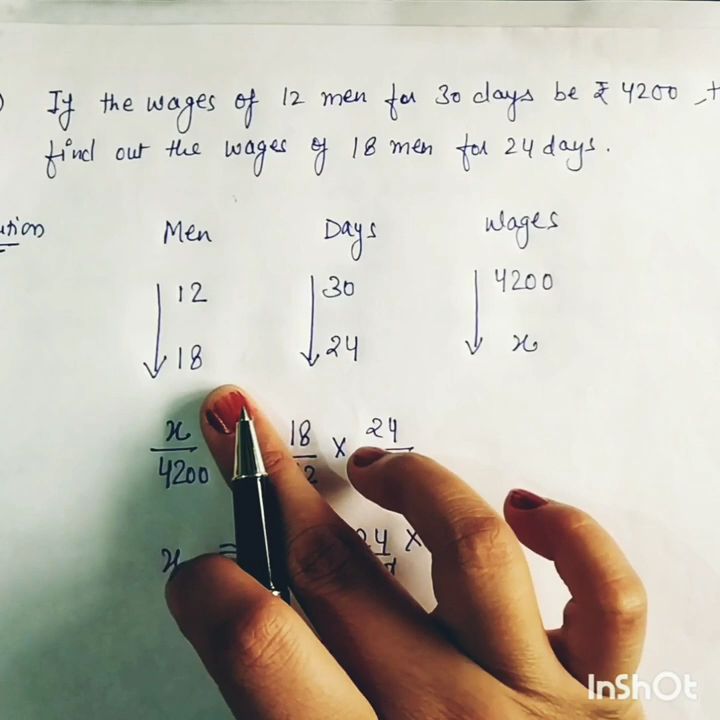 If the wages of 12 men for 30 days be ₹ 4200 ,
find out the wages of 18 men for 24 days.
Men Days Wages
12 30 4200
18 24 x
x/4200 18 × 24
x = 24 ×
InShOt